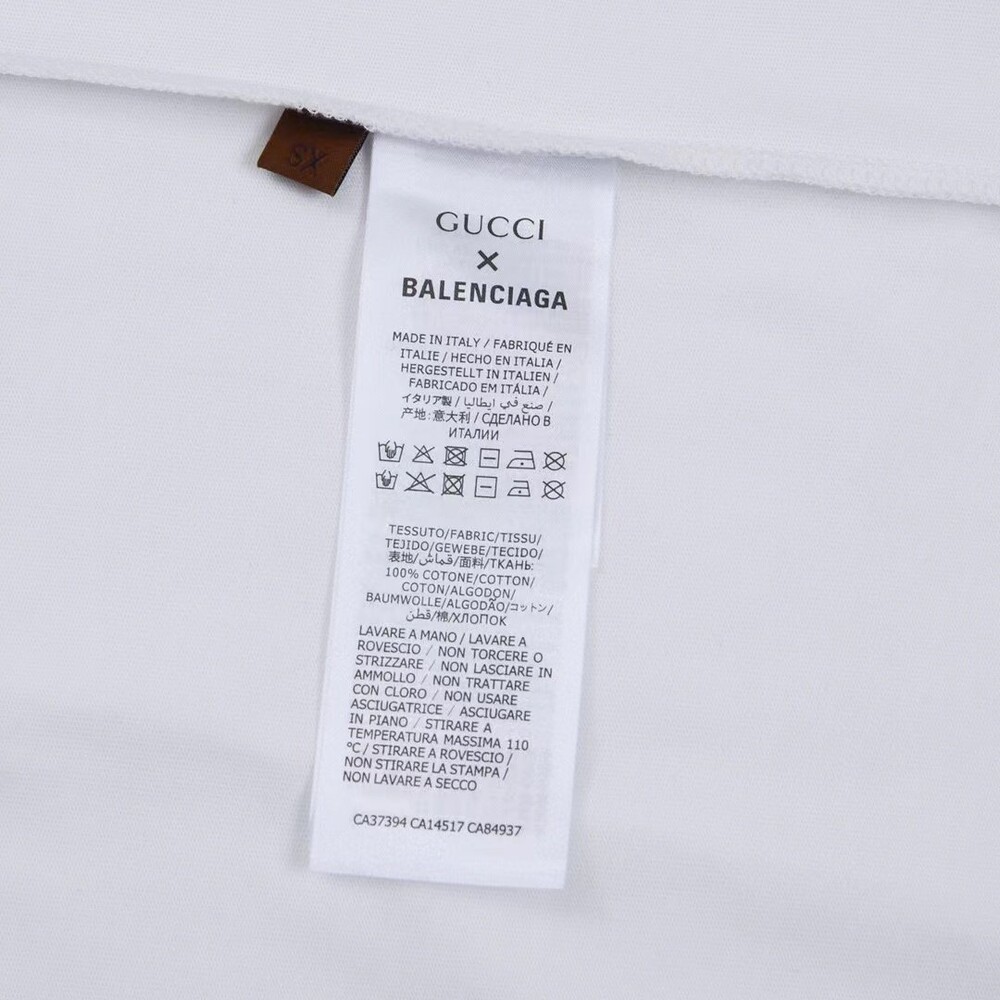 XS
GUCCI
×
BALENCIAGA
MADE IN ITALY / FABRIQUÉ EN
ITALIE / HECHO EN ITALIA /
HERGESTELLT IN ITALIEN /
FABRICADO EM ITÁLIA /
イタリア製 / صنع في ايطاليا /
产地:意大利 / СДЕЛАНО В
ИТАЛИИ
TESSUTO/FABRIC/TISSU/
TEJIDO/GEWEBE/TECIDO/
表地/قماش/面料/ТКАНЬ:
100% COTONE/COTTON/
COTON/ALGODON/
BAUMWOLLE/ALGODÃO/コットン/
قطن/棉/ХЛОПОК
LAVARE A MANO / LAVARE A
ROVESCIO / NON TORCERE O
STRIZZARE / NON LASCIARE IN
AMMOLLO / NON TRATTARE
CON CLORO / NON USARE
ASCIUGATRICE / ASCIUGARE
IN PIANO / STIRARE A
TEMPERATURA MASSIMA 110
°C / STIRARE A ROVESCIO /
NON STIRARE LA STAMPA /
NON LAVARE A SECCO
CA37394 CA14517 CA84937